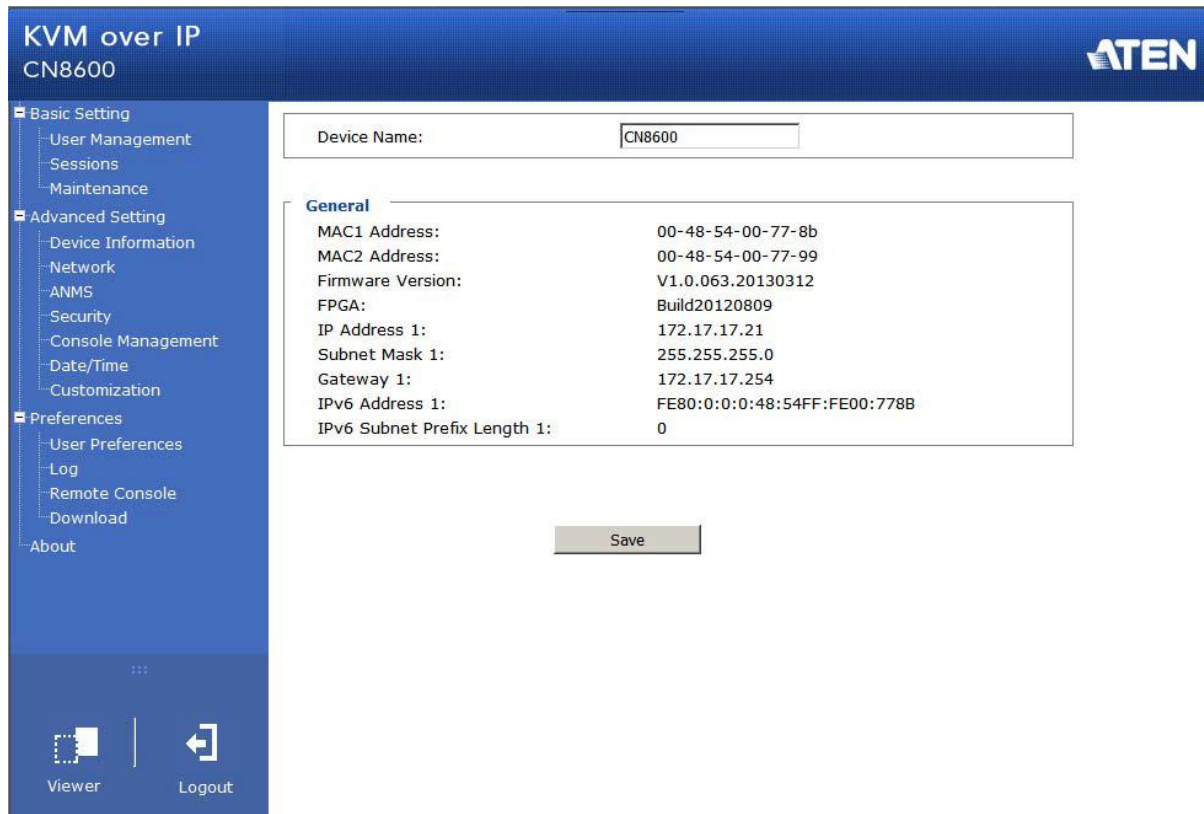 KVM over IP
CN8600
ATEN
Basic Setting
User Management
Sessions
Maintenance
Advanced Setting
Device Information
Network
ANMS
Security
Console Management
Date/Time
Customization
Preferences
User Preferences
Log
Remote Console
Download
About
Viewer
Logout
Device Name: CN8600
General
MAC1 Address: 00-48-54-00-77-8b
MAC2 Address: 00-48-54-00-77-99
Firmware Version: V1.0.063.20130312
FPGA: Build20120809
IP Address 1: 172.17.17.21
Subnet Mask 1: 255.255.255.0
Gateway 1: 172.17.17.254
IPv6 Address 1: FE80:0:0:0:48:54FF:FE00:778B
IPv6 Subnet Prefix Length 1: 0
Save